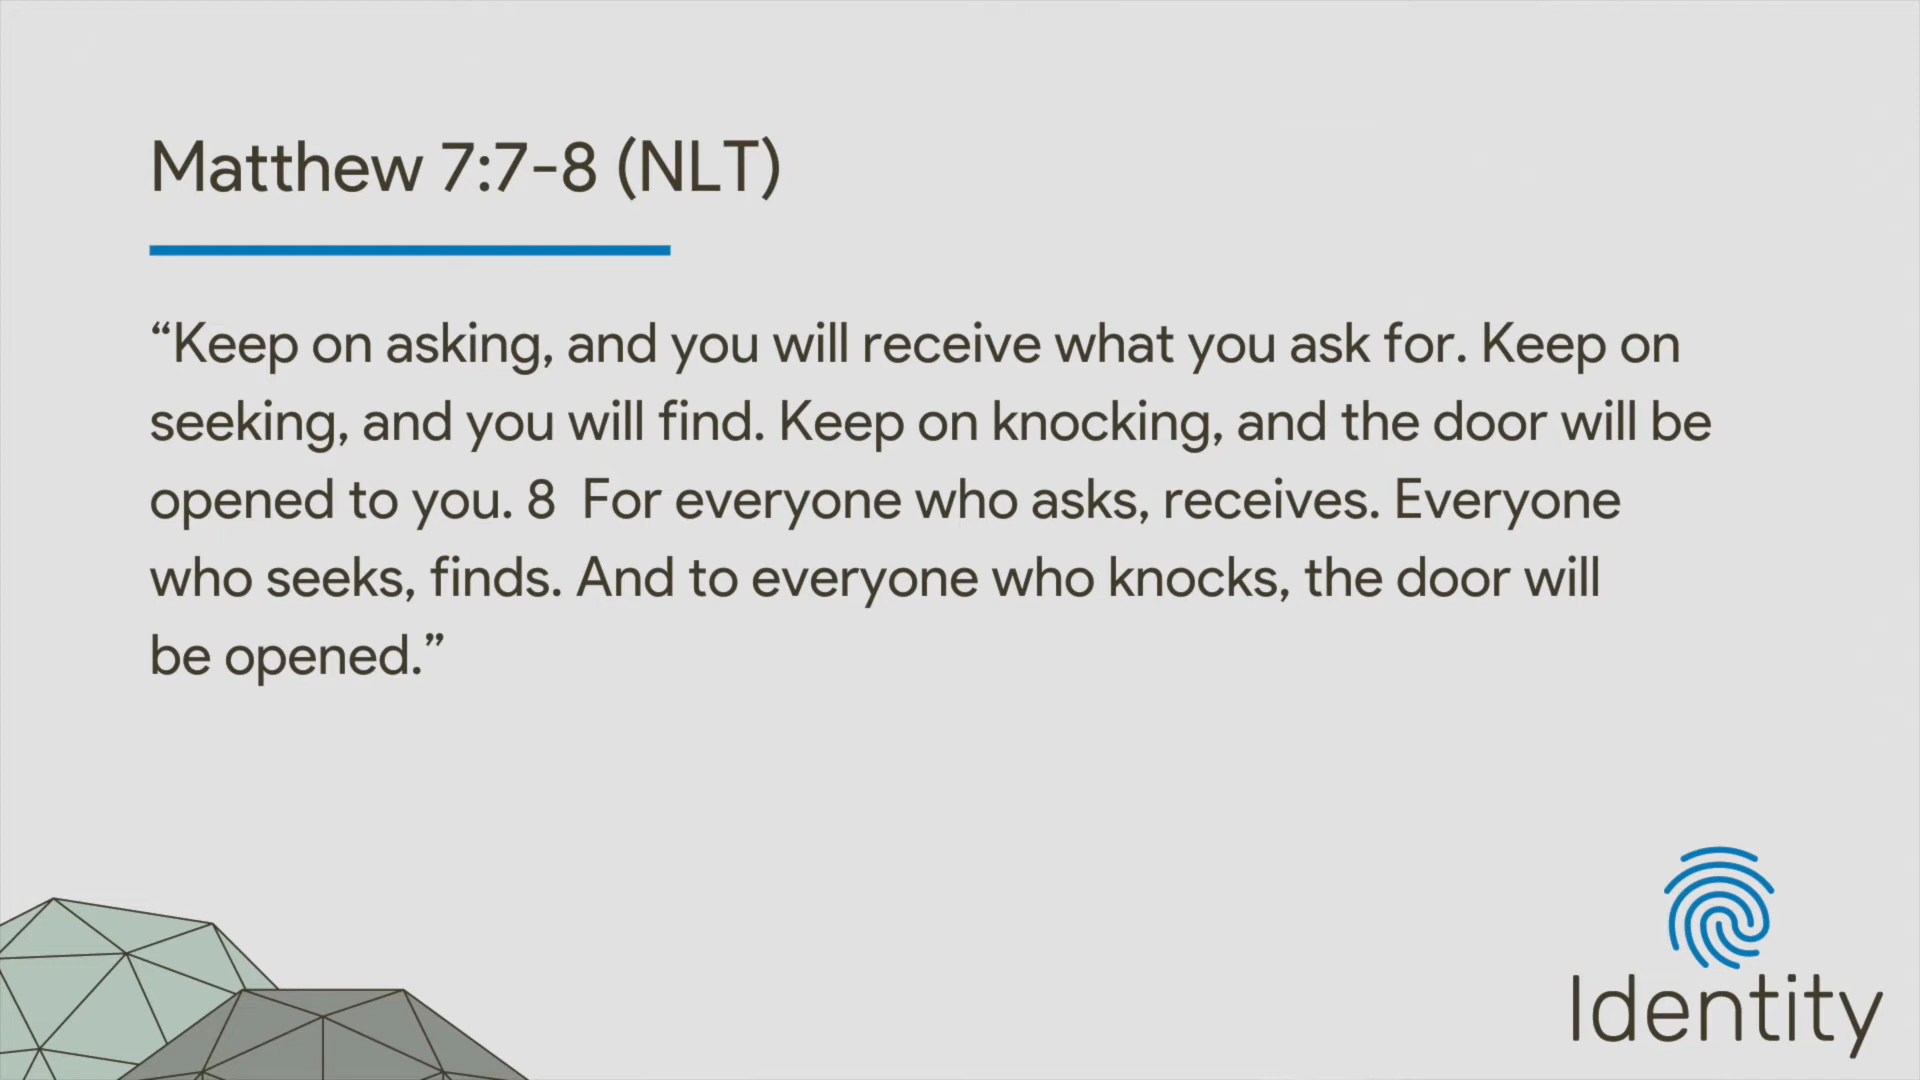 Matthew 7:7-8 (NLT)
“Keep on asking, and you will receive what you ask for. Keep on
seeking, and you will find. Keep on knocking, and the door will be
opened to you. 8  For everyone who asks, receives. Everyone
who seeks, finds. And to everyone who knocks, the door will
be opened.”
Identity